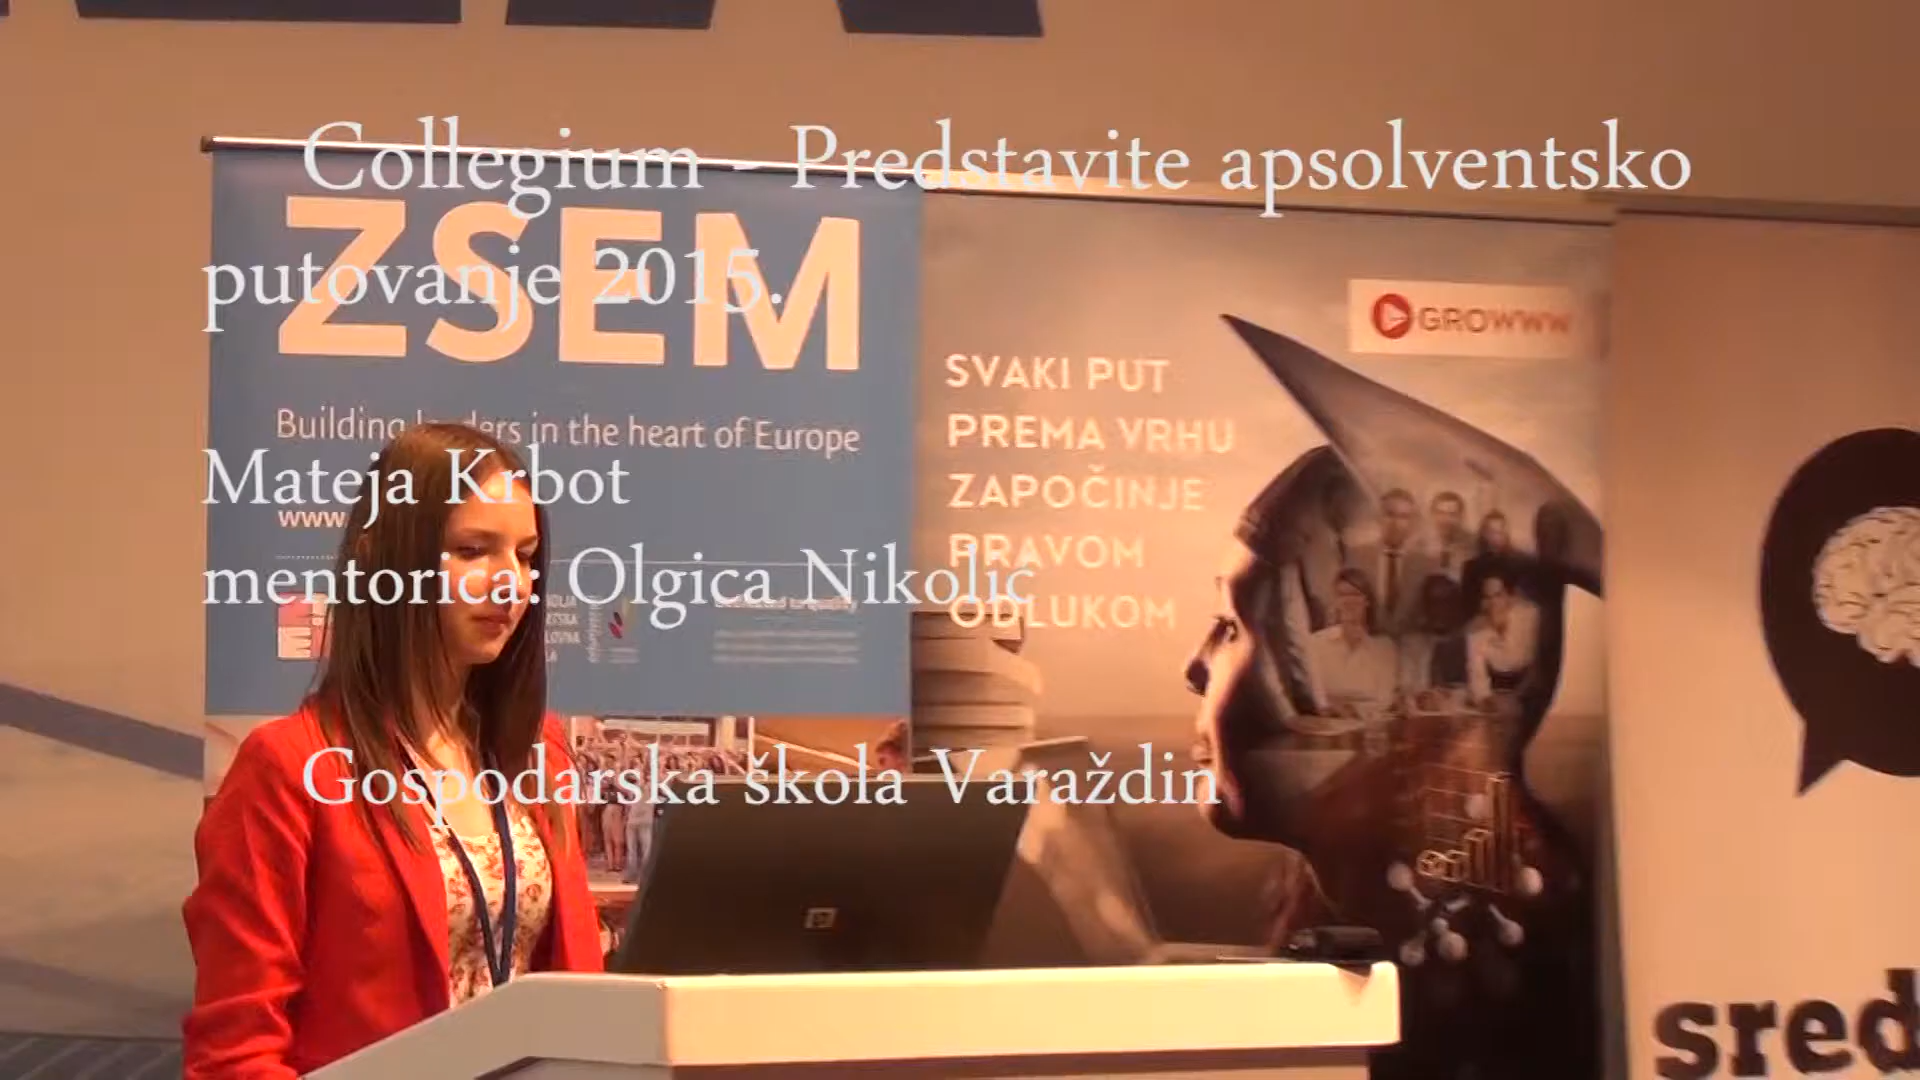 Collegium - Predstavite apsolventsko
putovanje 2015.
Mateja Krbot
mentorica: Olgica Nikolić
Gospodarska škola Varaždin
ZSEM
Building leaders in the heart of Europe
www.
GROWWW
SVAKI PUT
PREMA VRHU
ZAPOČINJE
PRAVOM
ODLUKOM
sred